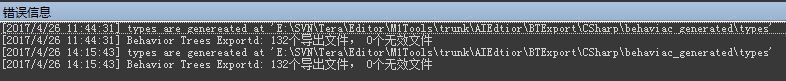 错误信息
[2017/4/26 11:44:31] types are genereated at 'E:\SVN\Tera\Editor\M1Tools\trunk\AIEdtior\BTExport\CSharp\behaviac_generated\types'
[2017/4/26 11:44:31] Behavior Trees Exportd: 132个导出文件, 0个无效文件
[2017/4/26 14:15:43] types are genereated at 'E:\SVN\Tera\Editor\M1Tools\trunk\AIEdtior\BTExport\CSharp\behaviac_generated\types'
[2017/4/26 14:15:43] Behavior Trees Exportd: 132个导出文件, 0个无效文件